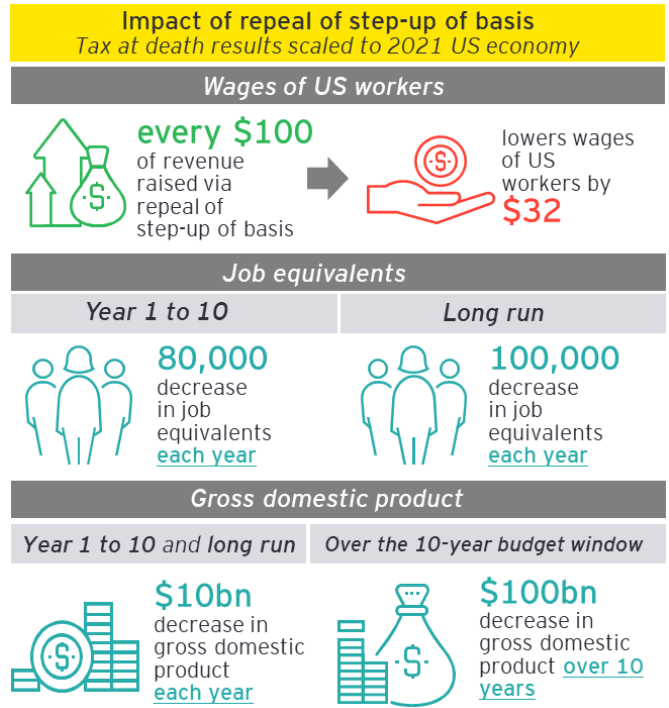 Impact of repeal of step-up of basis
Tax at death results scaled to 2021 US economy
Wages of US workers
every $100
of revenue
raised via
repeal of
step-up of basis
lowers wages
of US
workers by
$32
Job equivalents
Year 1 to 10
Long run
80,000
decrease
in job
equivalents
each year
100,000
decrease
in job
equivalents
each year
Gross domestic product
Year 1 to 10 and long run
Over the 10-year budget window
$10bn
decrease in
gross domestic
product
each year
$100bn
decrease in
gross domestic
product over 10
years